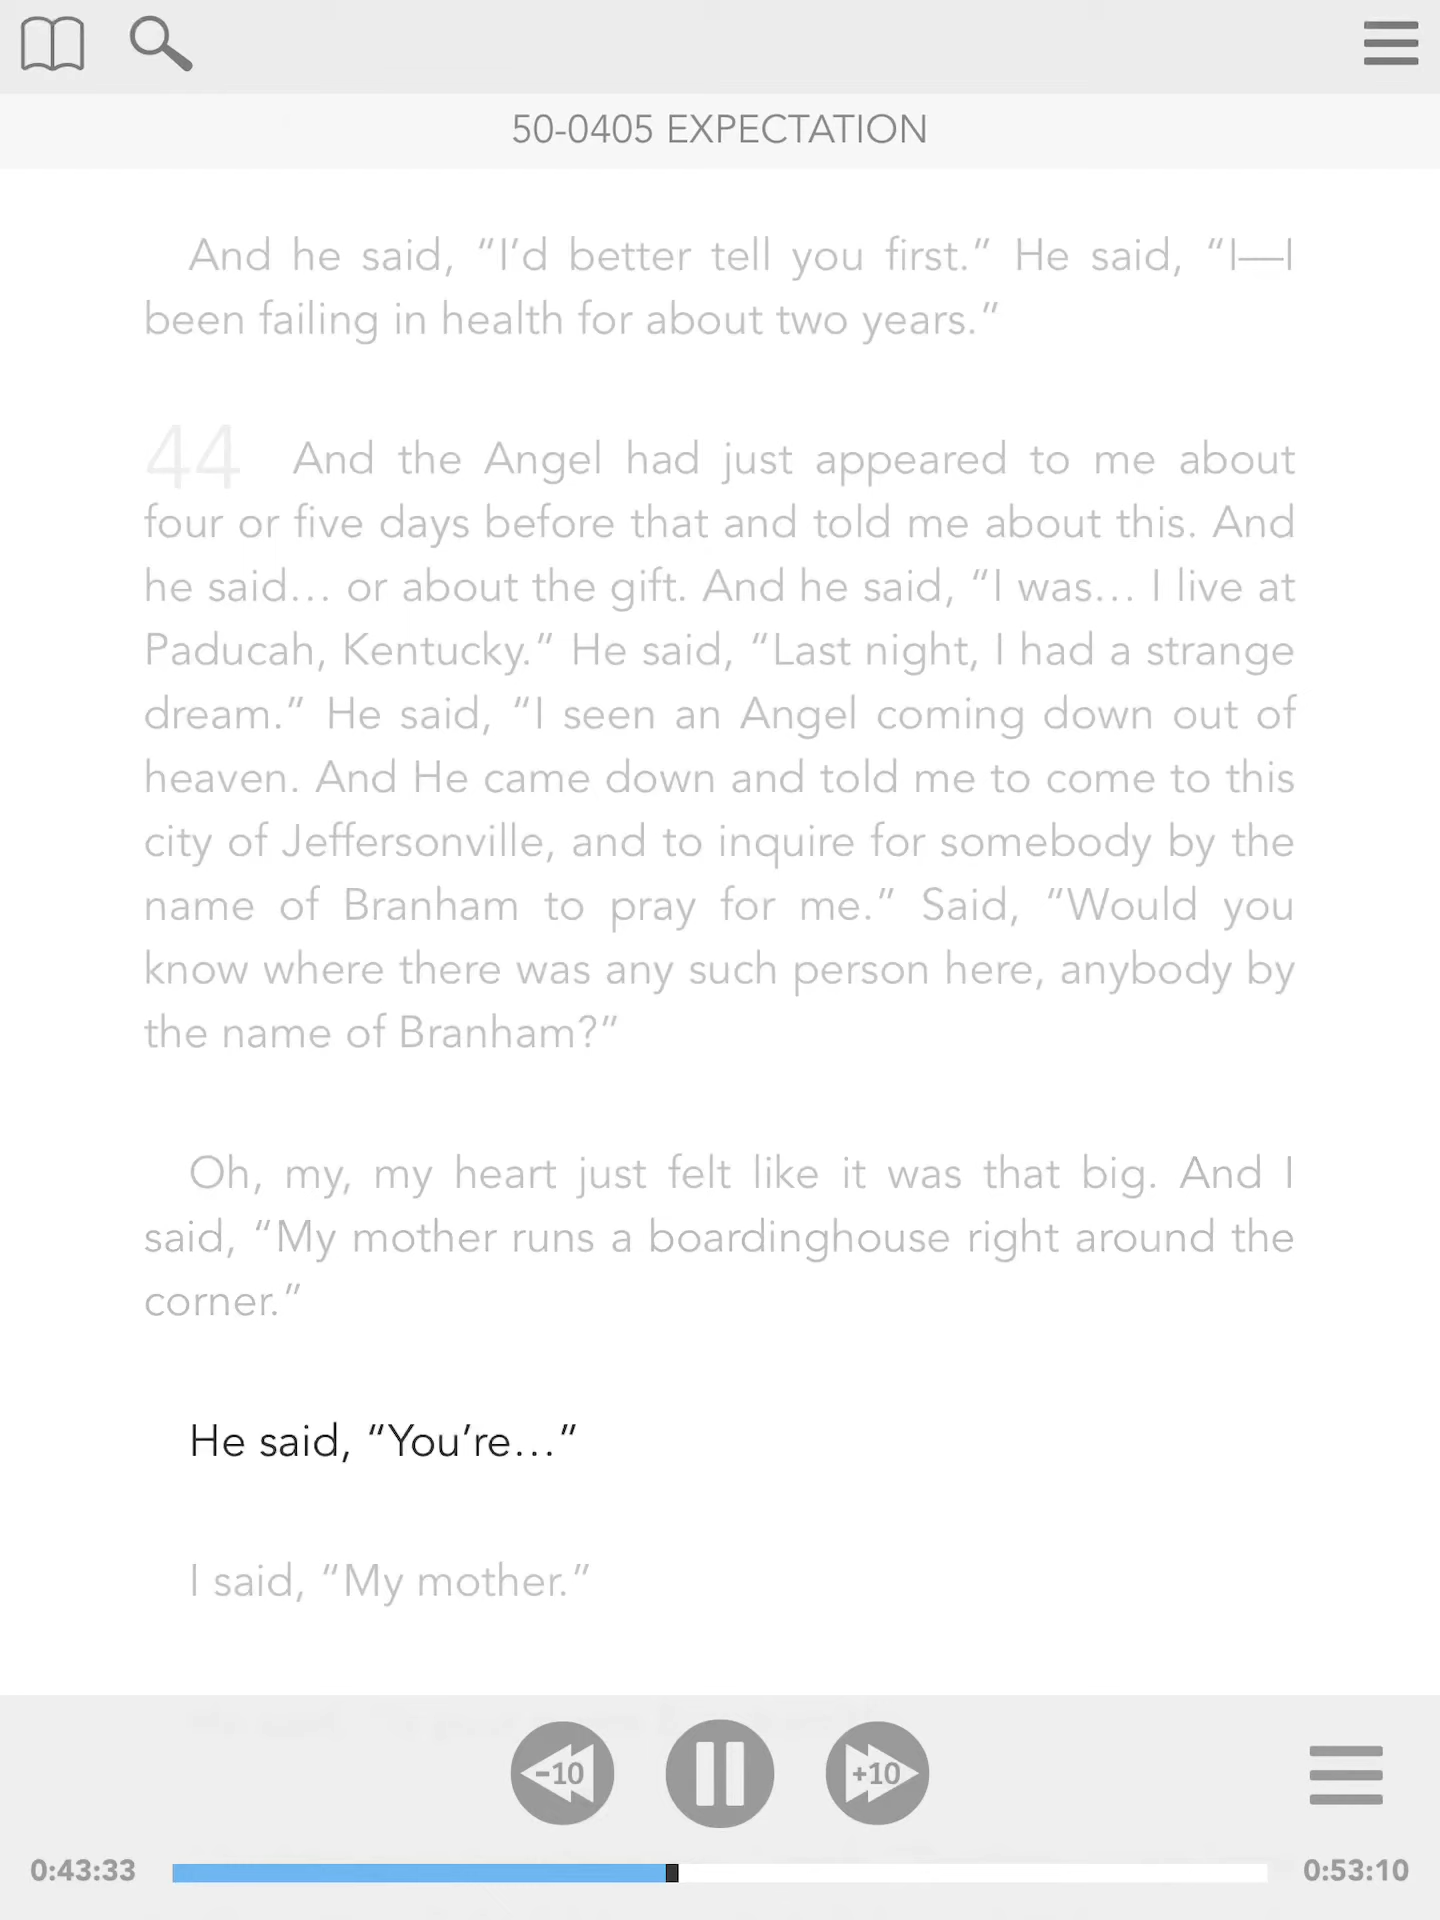 50-0405 EXPECTATION
And he said, “I’d better tell you first.” He said, “I—I
been failing in health for about two years.”
44 And the Angel had just appeared to me about
four or five days before that and told me about this. And
he said… or about the gift. And he said, “I was… I live at
Paducah, Kentucky.” He said, “Last night, I had a strange
dream.” He said, “I seen an Angel coming down out of
heaven. And He came down and told me to come to this
city of Jeffersonville, and to inquire for somebody by the
name of Branham to pray for me.” Said, “Would you
know where there was any such person here, anybody by
the name of Branham?”
Oh, my, my heart just felt like it was that big. And I
said, “My mother runs a boardinghouse right around the
corner.”
He said, “You’re…”
I said, “My mother.”
-10 +10
0:43:33 0:53:10